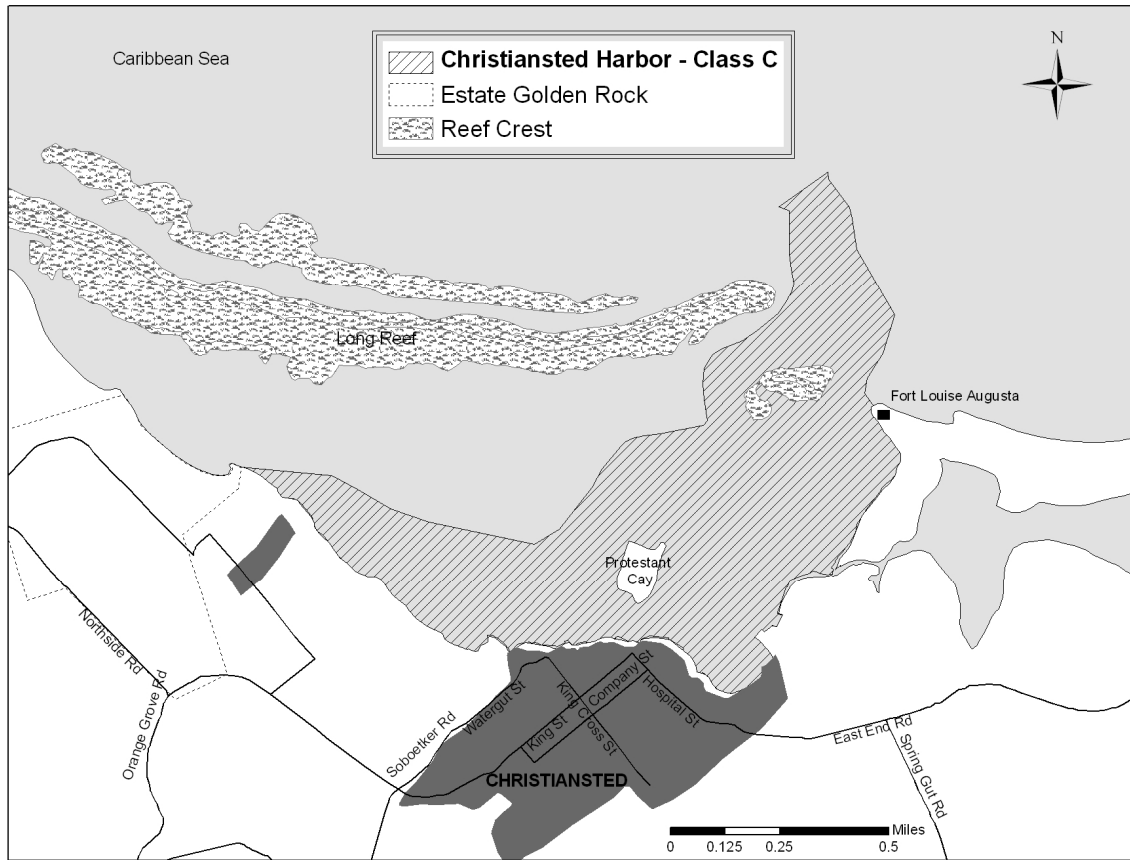 Caribbean Sea
Christiansted Harbor - Class C
Estate Golden Rock
Reef Crest
N
Long Reef
Fort Louise Augusta
Protestant
Cay
Northside Rd
Orange Grove Rd
Soboetker Rd
Watergut St
King St
King Cross St
Company St
Hospital St
East End Rd
Spring Gut Rd
CHRISTIANSTED
Miles
0
0.125
0.25
0.5